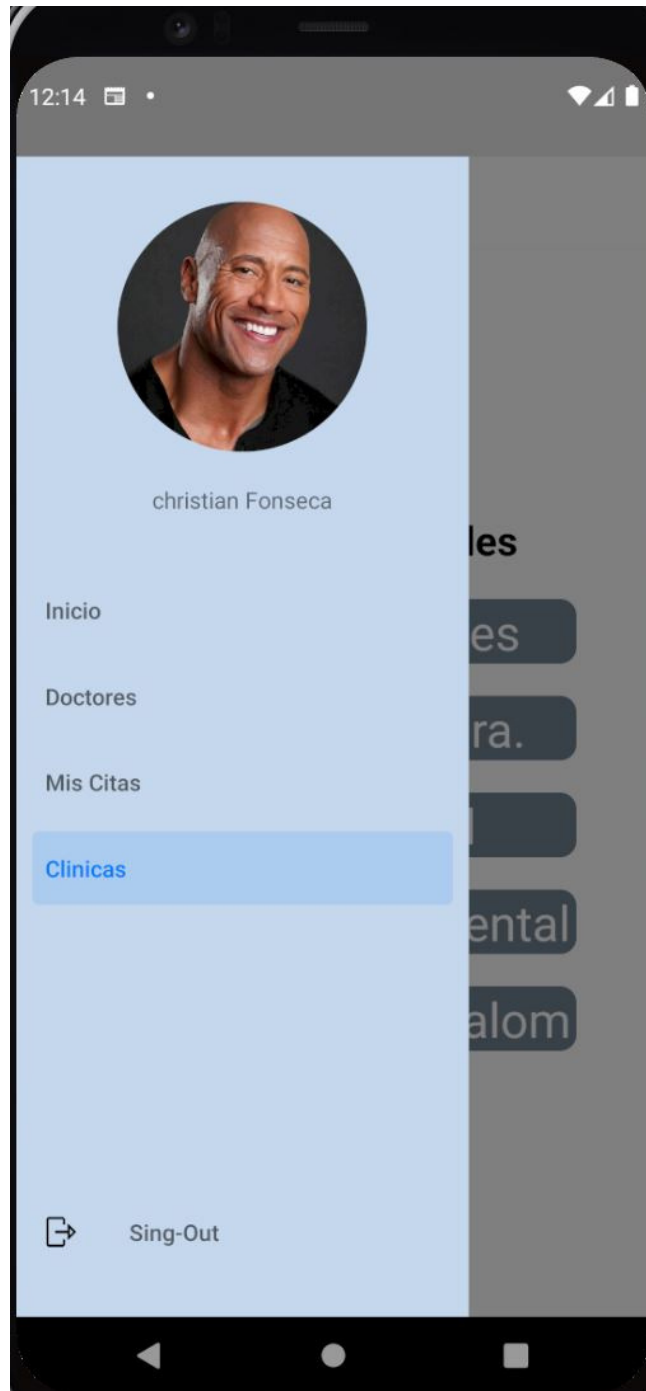 12:14
christian Fonseca
les
Inicio
es
Doctores
ra.
Mis Citas
Clinicas
ental
alom
Sing-Out